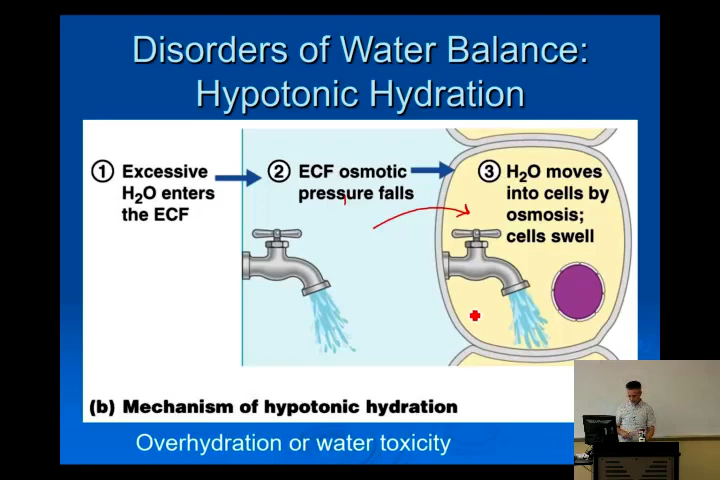 Disorders of Water Balance:
Hypotonic Hydration
1 Excessive
H₂O enters
the ECF
2 ECF osmotic
pressure falls
3 H₂O moves
into cells by
osmosis;
cells swell
(b) Mechanism of hypotonic hydration
Overhydration or water toxicity